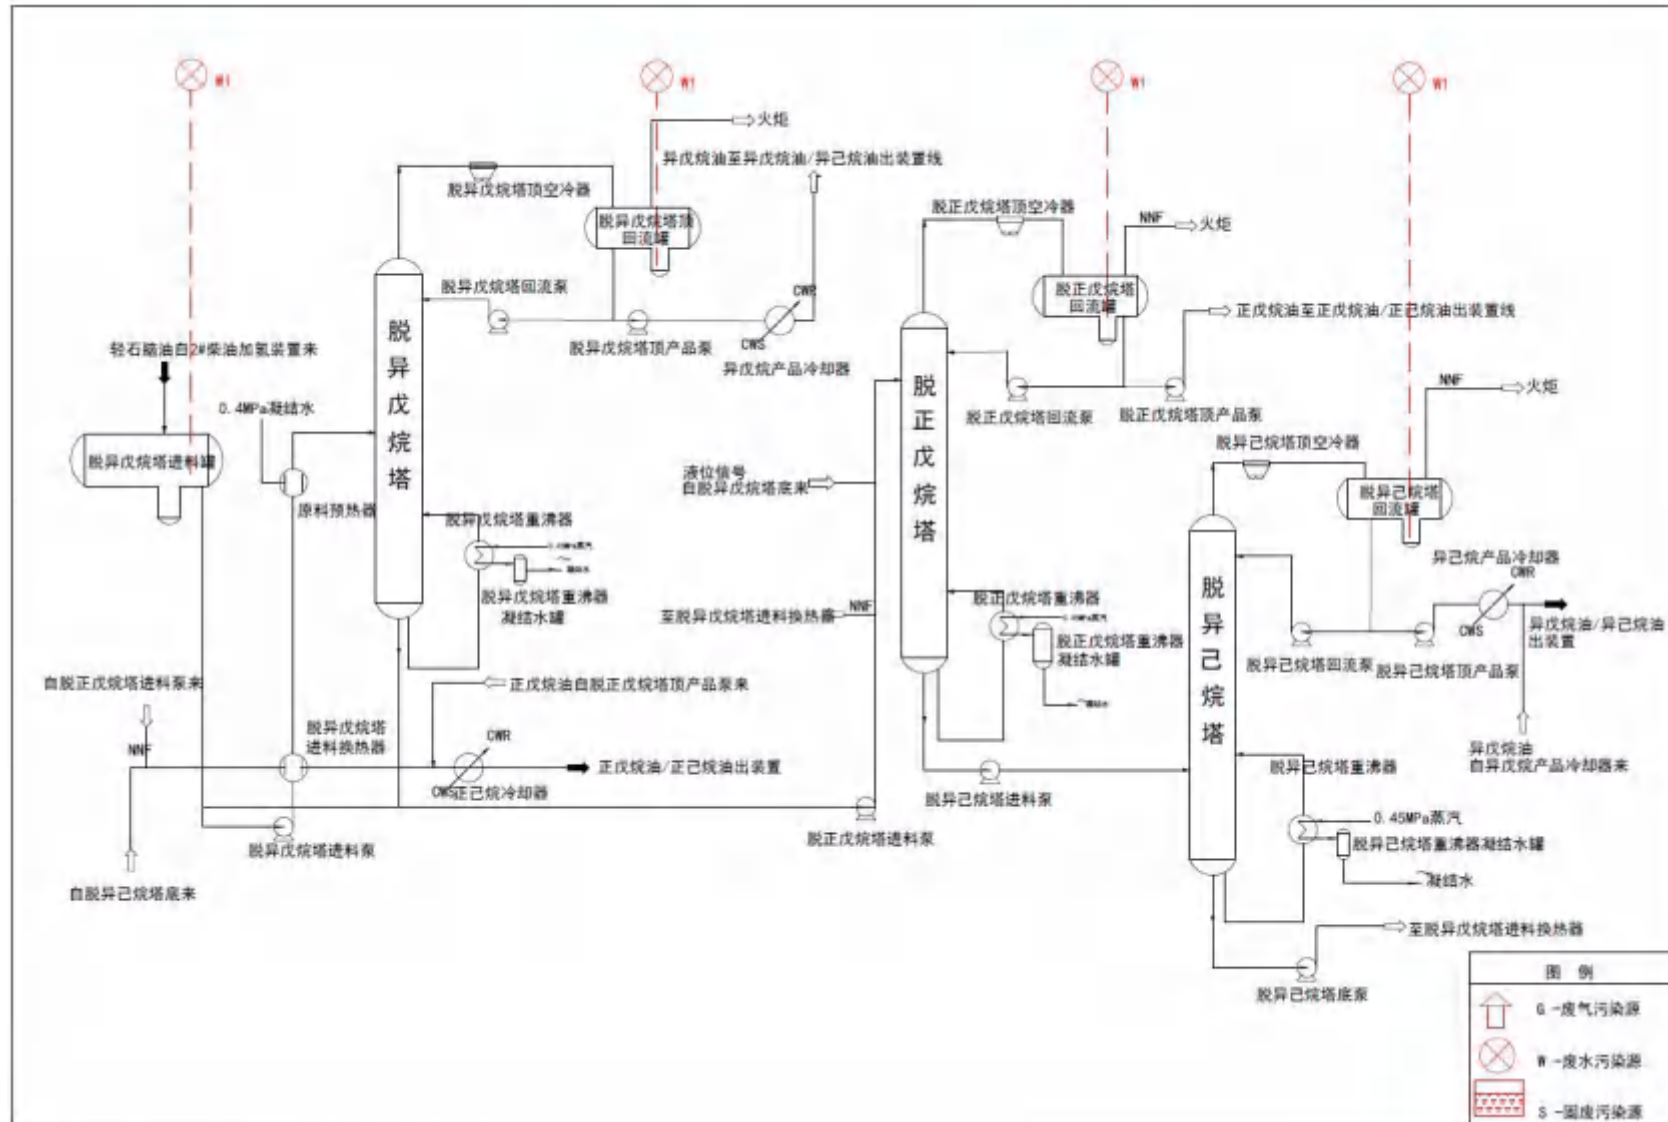 W1
W1
W1
W1
火炬
异戊烷油至异戊烷油/异己烷油出装置线
脱异戊烷塔顶空冷器
脱异戊烷塔顶
回流罐
脱异戊烷塔回流泵
脱异戊烷塔顶产品泵
CWR
CWS
异戊烷产品冷却器
脱异戊烷塔
轻石脑油自2#柴油加氢装置来
0.4MPa凝结水
脱异戊烷塔进料罐
原料预热器
脱异戊烷塔重沸器
0.45MPa蒸汽
凝结水
脱异戊烷塔重沸器
凝结水罐
自脱正戊烷塔进料泵来
NNF
脱异戊烷塔
进料换热器
正戊烷油自脱正戊烷塔顶产品泵来
CWR
CWS
正己烷冷却器
正戊烷油/正己烷油出装置
脱异戊烷塔进料泵
自脱异己烷塔底来
脱正戊烷塔进料泵
脱正戊烷塔顶空冷器
NNF
火炬
脱正戊烷塔
回流罐
正戊烷油至正戊烷油/正己烷油出装置线
脱正戊烷塔回流泵
脱正戊烷塔顶产品泵
脱正戊烷塔
液位信号
自脱异戊烷塔底来
至脱异戊烷塔进料换热器
NNF
脱正戊烷塔重沸器
0.45MPa蒸汽
脱正戊烷塔重沸器
凝结水罐
凝结水
脱异己烷塔进料泵
NNF
火炬
脱异己烷塔顶空冷器
脱异己烷塔
回流罐
异己烷产品冷却器
CWR
CWS
异戊烷油/异己烷油
出装置
脱异己烷塔回流泵
脱异己烷塔顶产品泵
脱异己烷塔
异戊烷油
自异戊烷产品冷却器来
脱异己烷塔重沸器
0.45MPa蒸汽
脱异己烷塔重沸器凝结水罐
凝结水
至脱异戊烷塔进料换热器
脱异己烷塔底泵
图 例
G -废气污染源
W -废水污染源
S -固废污染源